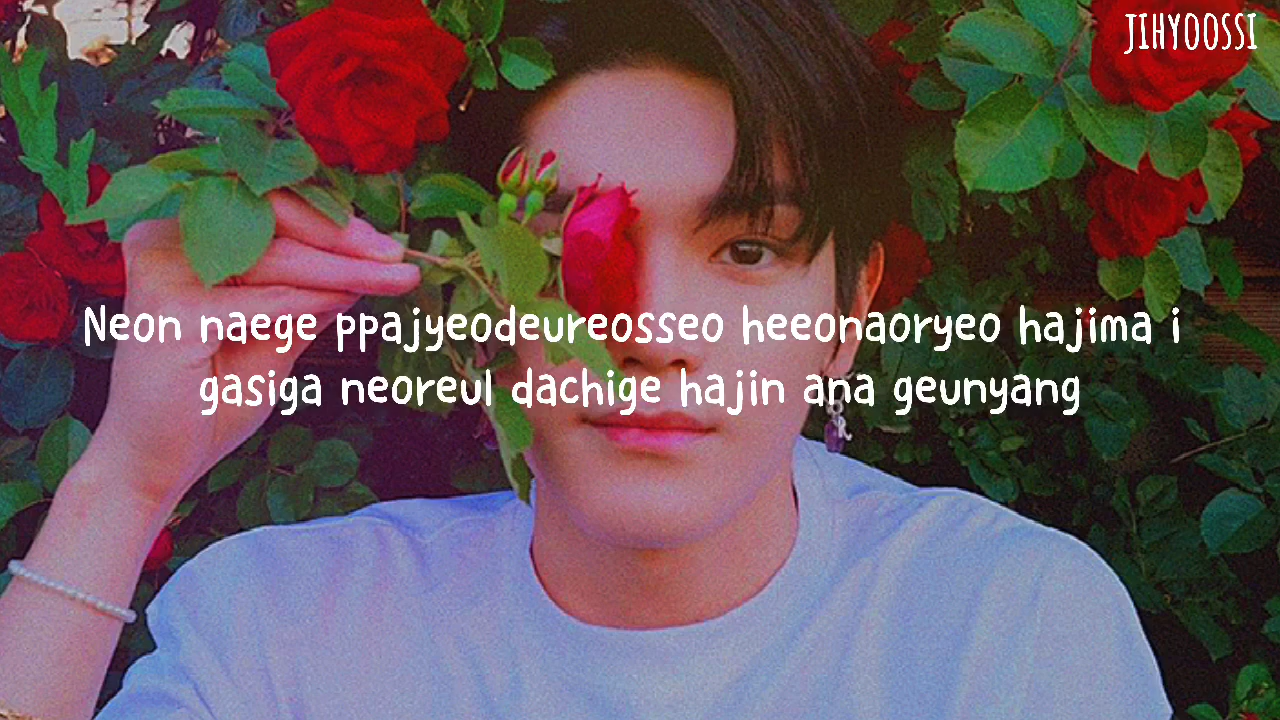 JIHYOOSSI
Neon naege ppajyeodeureosseo heeonaoryeo hajima i
gasiga neoreul dachige hajin ana geunyang